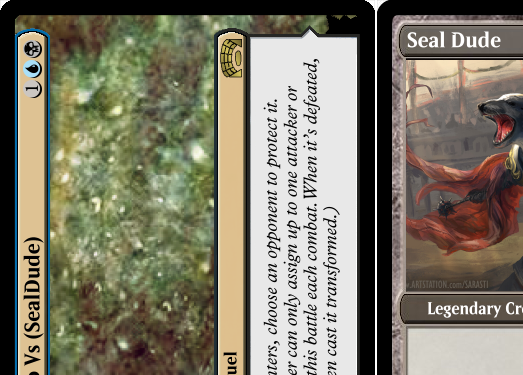 o Vs (SealDude)
1
uel
nters, choose an opponent to protect it.
er can only assign up to one attacker or
this battle each combat. When it's defeated,
en cast it transformed.)
Seal Dude
.ARTSTATION.com/SARASTI
Legendary Cre